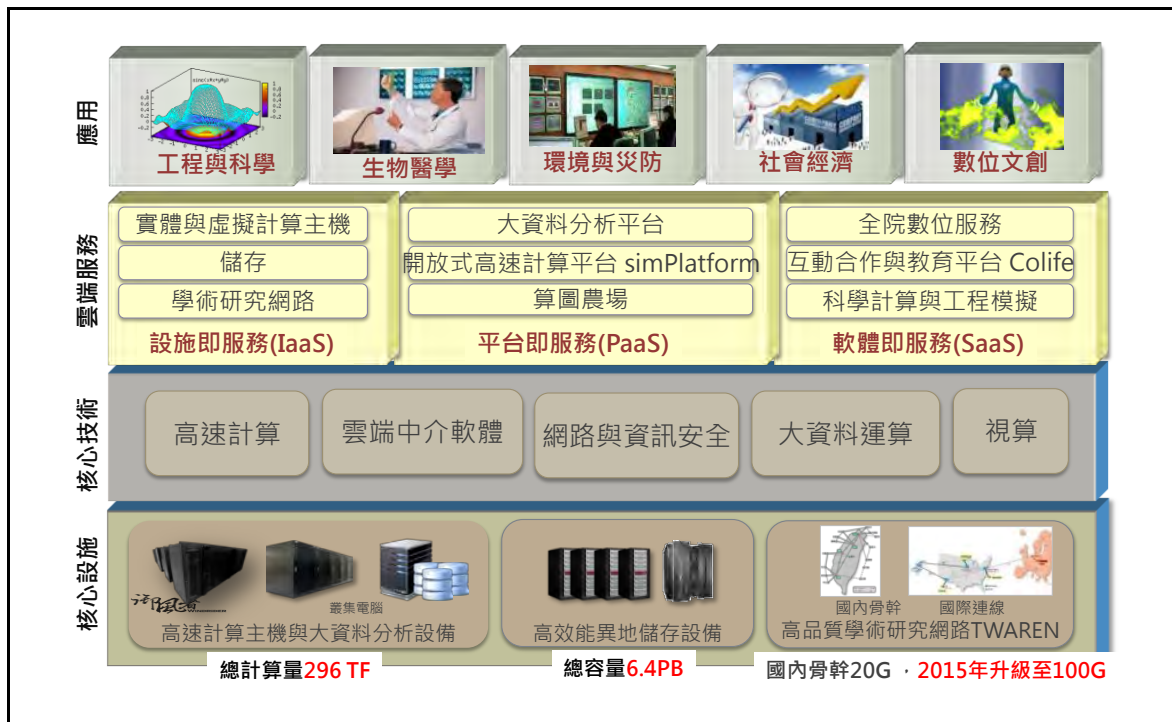 應用
工程與科學
生物醫學
環境與災防
社會經濟
數位文創
雲端服務
實體與虛擬計算主機
儲存
學術研究網路
設施即服務(IaaS)
大資料分析平台
開放式高速計算平台 simPlatform
算圖農場
平台即服務(PaaS)
全院數位服務
互動合作與教育平台 Colife
科學計算與工程模擬
軟體即服務(SaaS)
核心技術
高速計算
雲端中介軟體
網路與資訊安全
大資料運算
視算
核心設施
御風者
叢集電腦
高速計算主機與大資料分析設備
高效能異地儲存設備
國內骨幹
國際連線
高品質學術研究網路TWAREN
總計算量296 TF
總容量6.4PB
國內骨幹20G ，2015年升級至100G